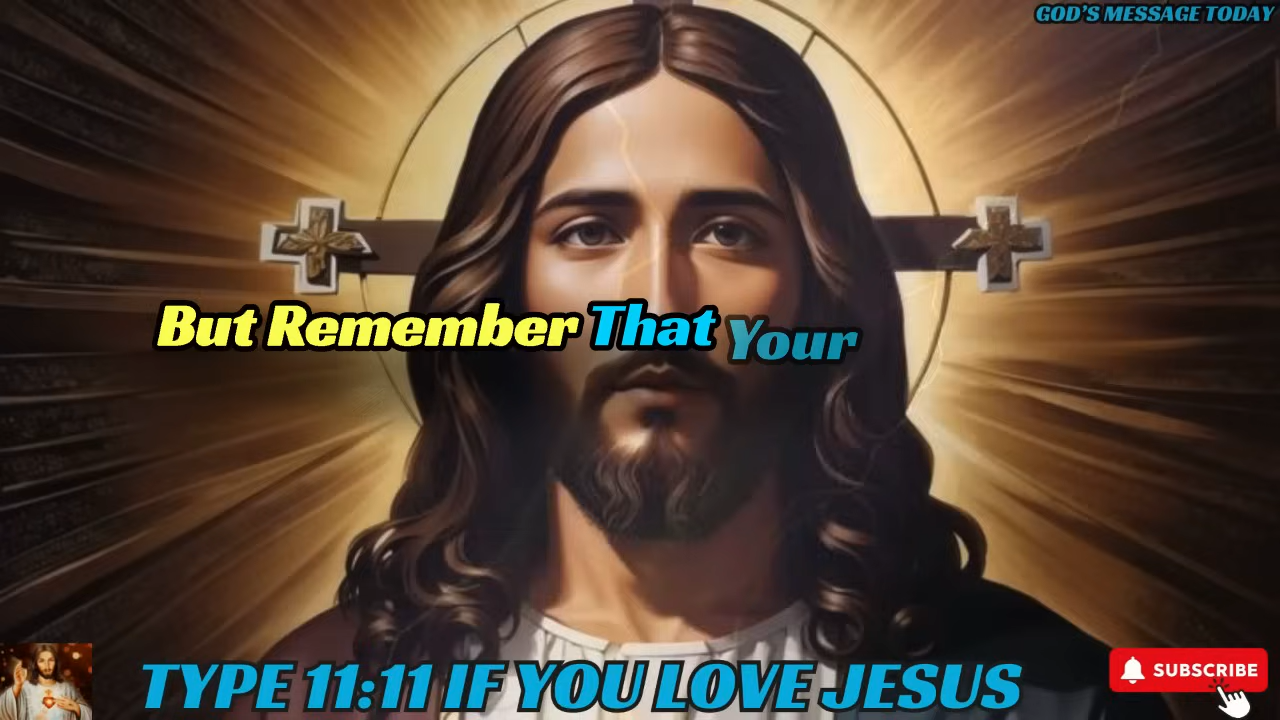 GOD'S MESSAGE TODAY
But Remember That Your
TYPE 11:11 IF YOU LOVE JESUS
SUBSCRIBE